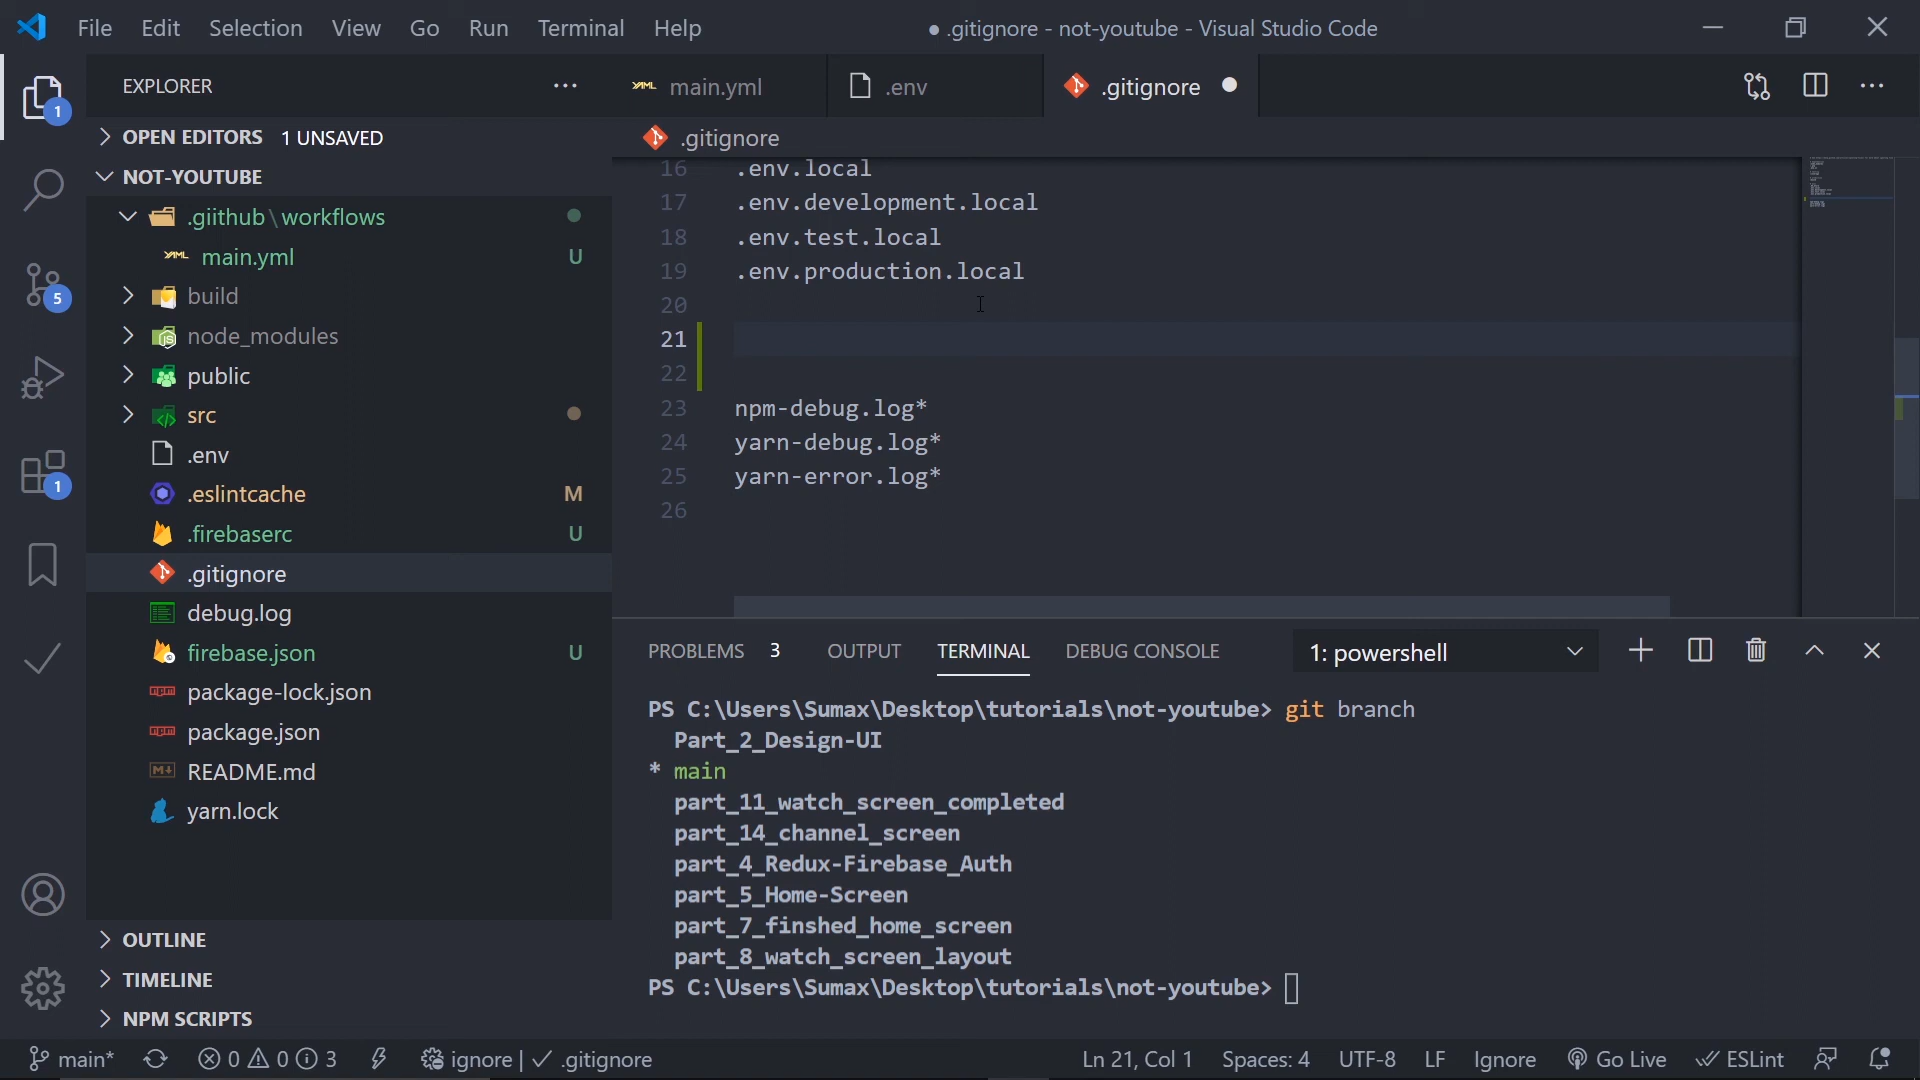 File Edit Selection View Go Run Terminal Help
● .gitignore - not-youtube - Visual Studio Code
EXPLORER
OPEN EDITORS 1 UNSAVED
NOT-YOUTUBE
.giithub\workflows
main.yml U
build
node_modules
public
src
.env
.eslintcache M
.firebaserc U
.gitignore
debug.log
firebase.json U
package-lock.json
package.json
README.md
yarn.lock
OUTLINE
TIMELINE
NPM SCRIPTS
1
5
1
YAML main.yml .env .gitignore
.gitignore
16 .env.local
17 .env.development.local
18 .env.test.local
19 .env.production.local
20
21
22
23 npm-debug.log*
24 yarn-debug.log*
25 yarn-error.log*
26
PROBLEMS 3 OUTPUT TERMINAL DEBUG CONSOLE 1: powershell
PS C:\Users\Sumax\Desktop\tutorials\not-youtube> git branch
Part_2_Design-UI
* main
part_11_watch_screen_completed
part_14_channel_screen
part_4_Redux-Firebase_Auth
part_5_Home-Screen
part_7_finshed_home_screen
part_8_watch_screen_layout
PS C:\Users\Sumax\Desktop\tutorials\not-youtube>
main* 0 0 3 ignore | .gitignore Ln 21, Col 1 Spaces: 4 UTF-8 LF Ignore Go Live ESLint